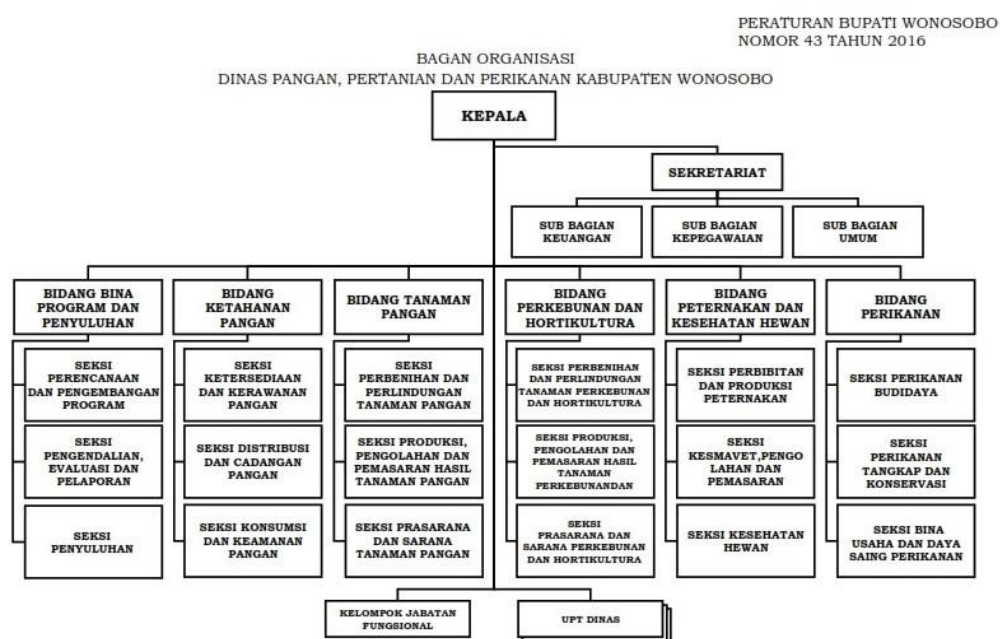 PERATURAN BUPATI WONOSOBO
NOMOR 43 TAHUN 2016
BAGAN ORGANISASI
DINAS PANGAN, PERTANIAN DAN PERIKANAN KABUPATEN WONOSOBO
KEPALA
SEKRETARIAT
SUB BAGIAN
KEUANGAN
SUB BAGIAN
KEPEGAWAIAN
SUB BAGIAN
UMUM
BIDANG BINA
PROGRAM DAN
PENYULUHAN
BIDANG
KETAHANAN
PANGAN
BIDANG TANAMAN
PANGAN
BIDANG
PERKEBUNAN DAN
HORTIKULTURA
BIDANG
PETERNAKAN DAN
KESEHATAN HEWAN
BIDANG
PERIKANAN
SEKSI
PERENCANAAN
DAN PENGEMBANGAN
PROGRAM
SEKSI
KETERSEDIAAN
DAN KERAWANAN
PANGAN
SEKSI
PERBENIHAN DAN
PERLINDUNGAN
TANAMAN PANGAN
SEKSI PERBENIHAN
DAN PERLINDUNGAN
TANAMAN PERKEBUNAN
DAN HORTIKULTURA
SEKSI PERBIBITAN
DAN PRODUKSI
PETERNAKAN
SEKSI PERIKANAN
BUDIDAYA
SEKSI
PENGENDALIAN,
EVALUASI DAN
PELAPORAN
SEKSI DISTRIBUSI
DAN CADANGAN
PANGAN
SEKSI PRODUKSI,
PENGOLAHAN DAN
PEMASARAN HASIL
TANAMAN PANGAN
SEKSI PRODUKSI,
PENGOLAHAN DAN
PEMASARAN HASIL
TANAMAN
PERKEBUNANDAN
SEKSI
KESMAVET,PENGO
LAHAN DAN
PEMASARAN
SEKSI
PERIKANAN
TANGKAP DAN
KONSERVASI
SEKSI
PENYULUHAN
SEKSI KONSUMSI
DAN KEAMANAN
PANGAN
SEKSI PRASARANA
DAN SARANA
TANAMAN PANGAN
SEKSI
PRASARANA DAN
SARANA PERKEBUNAN
DAN HORTIKULTURA
SEKSI KESEHATAN
HEWAN
SEKSI BINA
USAHA DAN DAYA
SAING PERIKANAN
KELOMPOK JABATAN
FUNGSIONAL
UPT DINAS